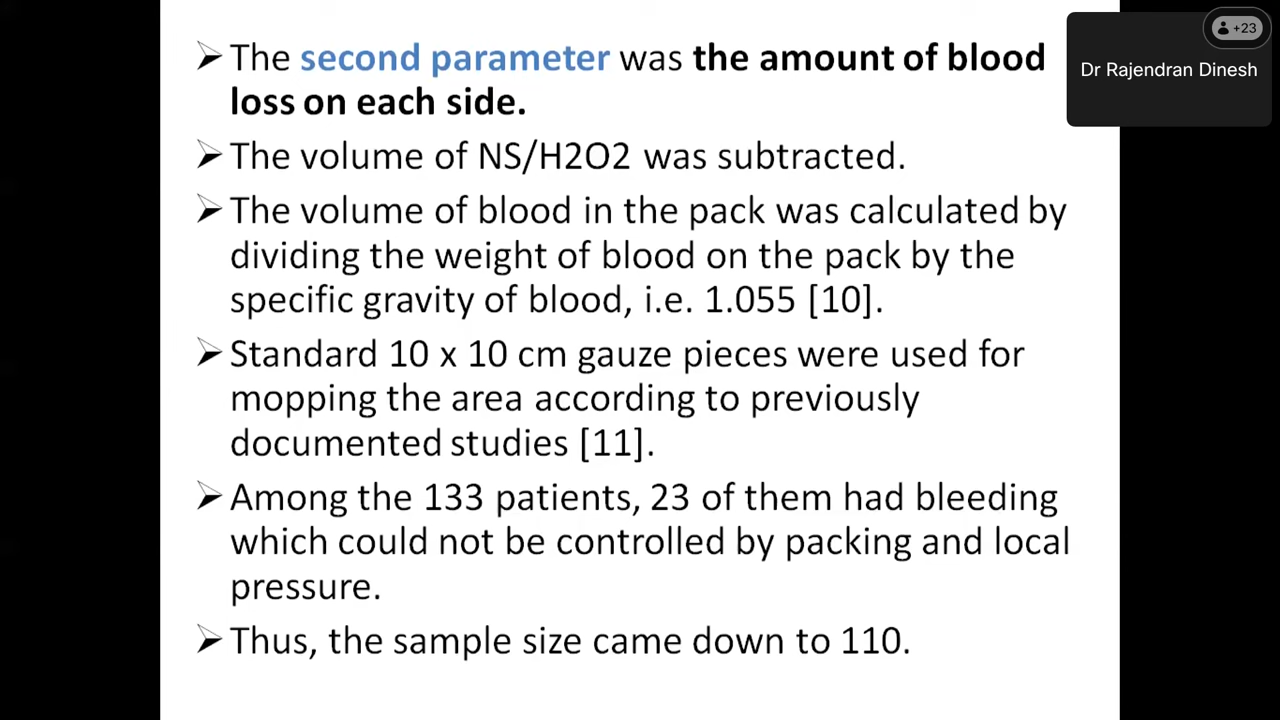 The second parameter was the amount of blood
loss on each side.
The volume of NS/H2O2 was subtracted.
The volume of blood in the pack was calculated by
dividing the weight of blood on the pack by the
specific gravity of blood, i.e. 1.055 [10].
Standard 10 x 10 cm gauze pieces were used for
mopping the area according to previously
documented studies [11].
Among the 133 patients, 23 of them had bleeding
which could not be controlled by packing and local
pressure.
Thus, the sample size came down to 110.
+23
Dr Rajendran Dinesh